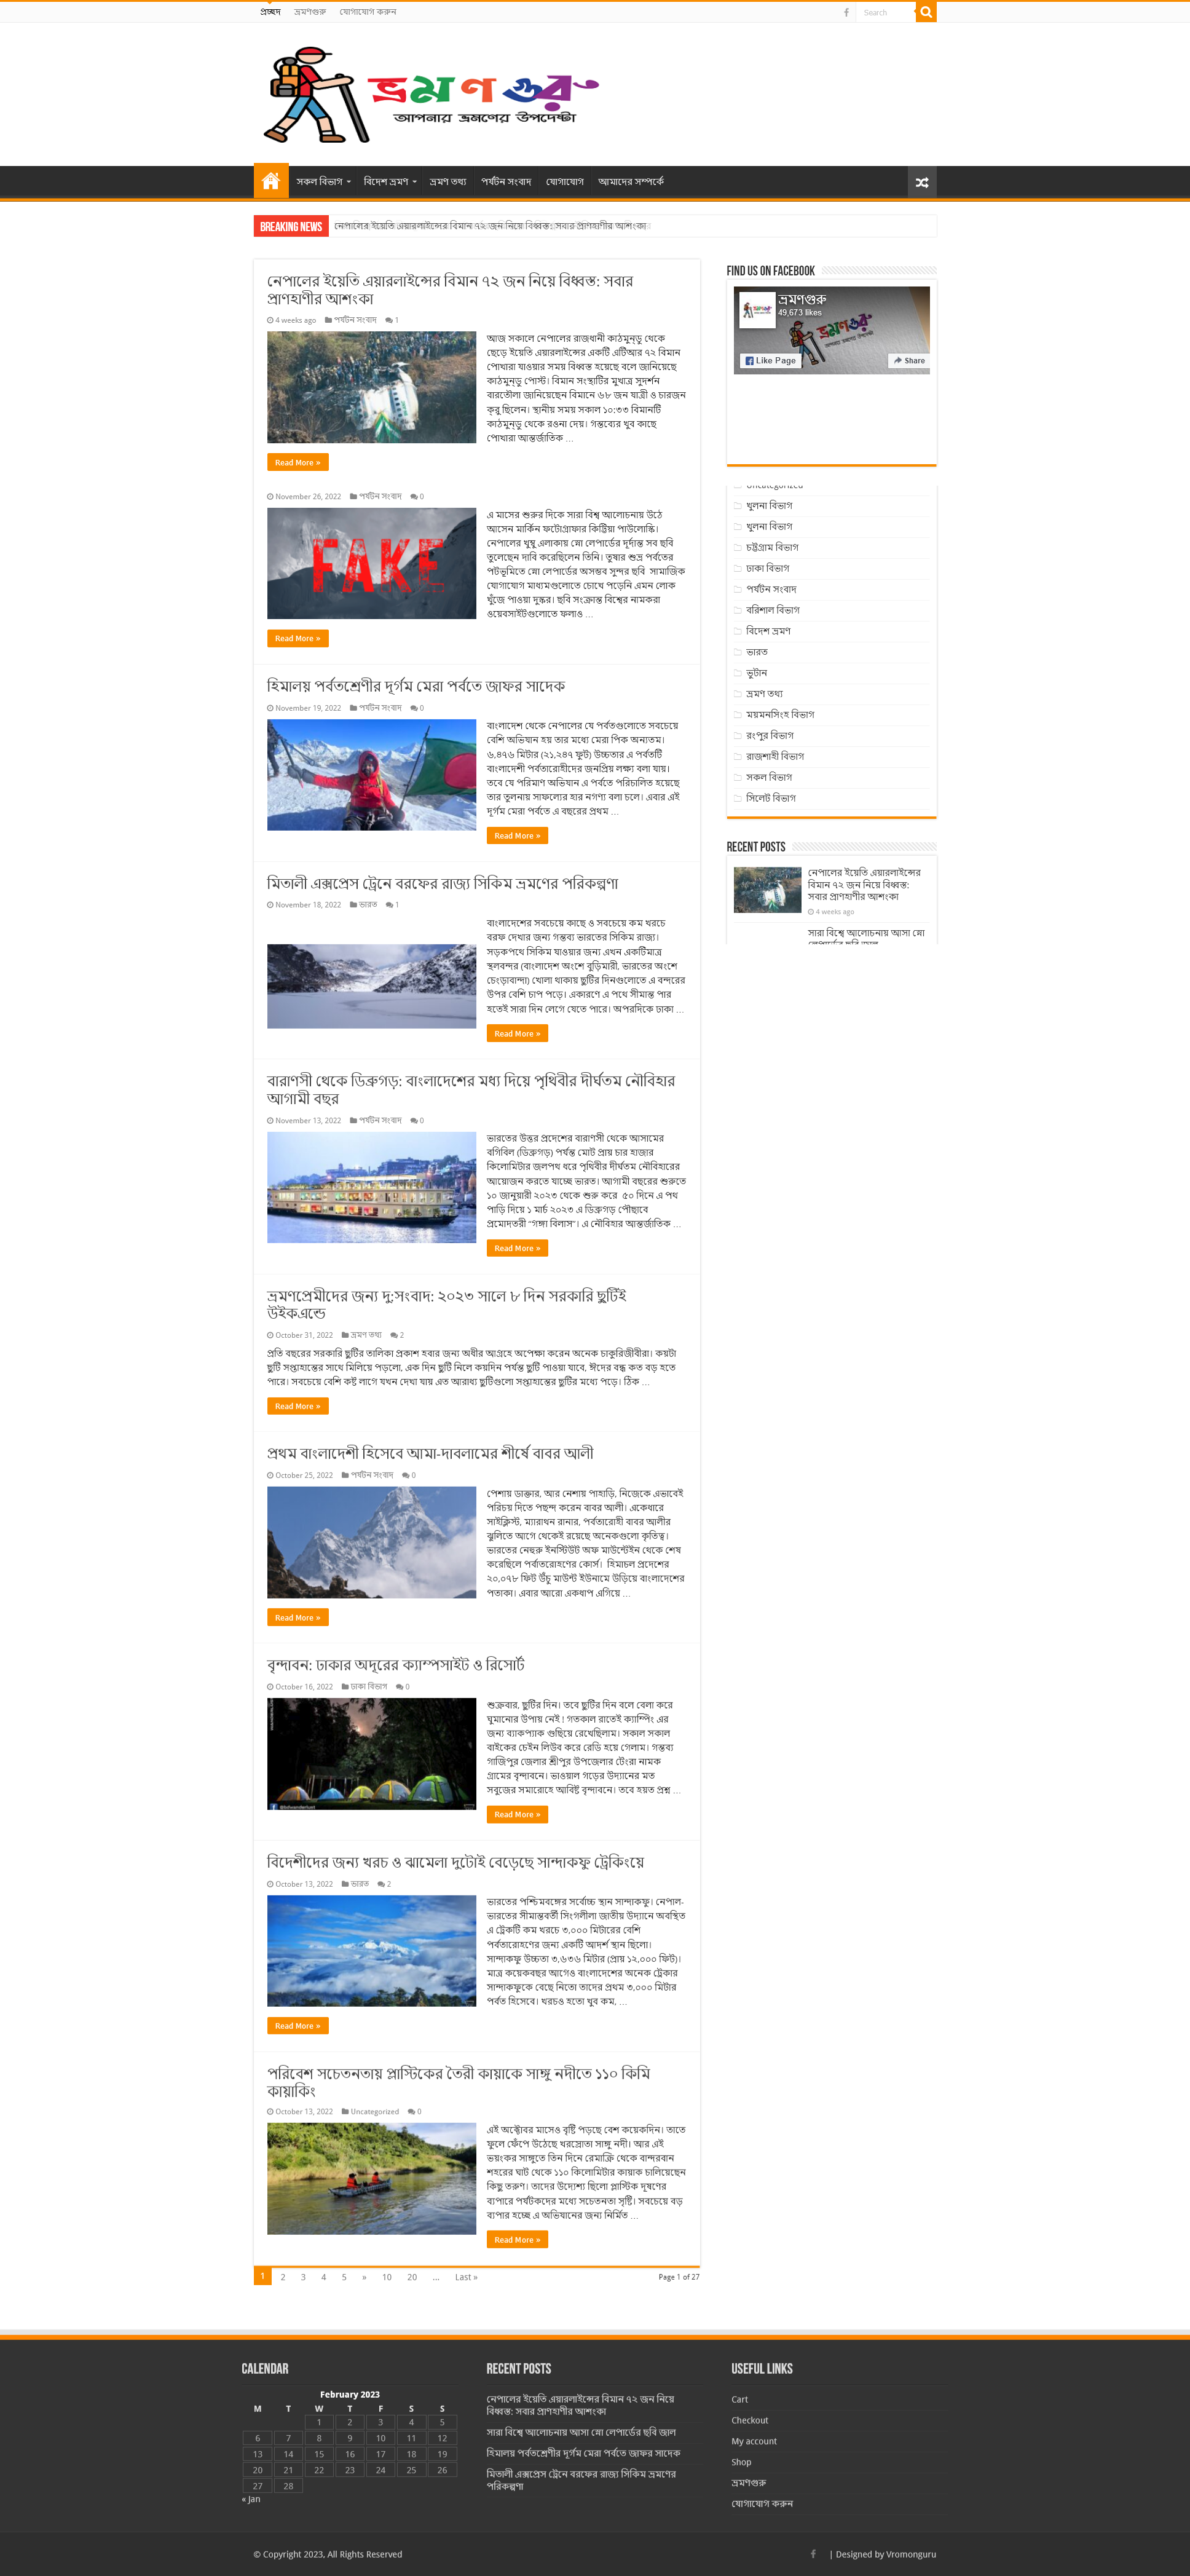 প্রচ্ছদ
ভ্রমণগুরু
যোগাযোগ করুন
Search
ভ্রমণ গুরু
আপনার ভ্রমণের উপদেষ্টা
সকল বিভাগ
বিদেশ ভ্রমণ
ভ্রমণ তথ্য
পর্যটন সংবাদ
যোগাযোগ
আমাদের সম্পর্কে
BREAKING NEWS
নেপালের ইয়েতি এয়ারলাইন্সের বিমান ৭২ জন নিয়ে বিধ্বস্ত: সবার প্রাণহাণীর আশংকা
নেপালের ইয়েতি এয়ারলাইন্সের বিমান ৭২ জন নিয়ে বিধ্বস্ত: সবার
প্রাণহাণীর আশংকা
4 weeks ago পর্যটন সংবাদ 1
আজ সকালে নেপালের রাজধানী কাঠমুন্ডু থেকে
ছেড়ে ইয়েতি এয়ারলাইন্সের একটি এটিআর ৭২ বিমান
পোখারা যাওয়ার সময় বিধ্বস্ত হয়েছে বলে জানিয়েছে
কাঠমুন্ডু পোস্ট। বিমান সংস্থাটির মুখাত্র সুদর্শন
বারতৌলা জানিয়েছেন বিমানে ৬৮ জন যাত্রী ও চারজন
ক্রু ছিলেন। স্থানীয় সময় সকাল ১০:৩৩ বিমানটি
কাঠমুন্ডু থেকে রওনা দেয়। গন্তব্যের খুব কাছে
পোখারা আন্তর্জাতিক …
Read More »
November 26, 2022 পর্যটন সংবাদ 0
FAKE
এ মাসের শুরুর দিকে সারা বিশ্ব আলোচনায় উঠে
আসেন মার্কিন ফটোগ্রাফার কিট্টিয়া পাউলোস্কি।
নেপালের খুম্বু এলাকায় স্নো লেপার্ডের দূর্দান্ত সব ছবি
তুলেছেন দাবি করেছিলেন তিনি। তুষার শুভ্র পর্বতের
পটভূমিতে স্নো লেপার্ডের অসম্ভব সুন্দর ছবি সামাজিক
যোগাযোগ মাধ্যমগুলোতে চোখে পড়েনি এমন লোক
খুঁজে পাওয়া দুষ্কর। ছবি সংক্রান্ত বিশ্বের নামকরা
ওয়েবসাইটগুলোতে ফলাও …
Read More »
হিমালয় পর্বতশ্রেণীর দূর্গম মেরা পর্বতে জাফর সাদেক
November 19, 2022 পর্যটন সংবাদ 0
বাংলাদেশ থেকে নেপালের যে পর্বতগুলোতে সবচেয়ে
বেশি অভিযান হয় তার মধ্যে মেরা পিক অন্যতম।
৬,৪৭৬ মিটার (২১,২৪৭ ফুট) উচ্চতার এ পর্বতটি
বাংলাদেশী পর্বতারোহীদের জনপ্রিয় লক্ষ্য বলা যায়।
তবে যে পরিমাণ অভিযান এ পর্বতে পরিচালিত হয়েছে
তার তুলনায় সাফল্যের হার নগণ্য বলা চলে। এবার এই
দূর্গম মেরা পর্বতে এ বছরের প্রথম …
Read More »
মিতালী এক্সপ্রেস ট্রেনে বরফের রাজ্য সিকিম ভ্রমণের পরিকল্পণা
November 18, 2022 ভারত 1
বাংলাদেশের সবচেয়ে কাছে ও সবচেয়ে কম খরচে
বরফ দেখার জন্য গন্তব্য ভারতের সিকিম রাজ্য।
সড়কপথে সিকিম যাওয়ার জন্য এখন একটিমাত্র
স্থলবন্দর (বাংলাদেশ অংশে বুড়িমারী, ভারতের অংশে
চেংড়াবান্দা) খোলা থাকায় ছুটির দিনগুলোতে এ বন্দরের
উপর বেশি চাপ পড়ে। একারণে এ পথে সীমান্ত পার
হতেই সারা দিন লেগে যেতে পারে। অপরদিকে ঢাকা …
Read More »
বারাণসী থেকে ডিব্রুগড়: বাংলাদেশের মধ্য দিয়ে পৃথিবীর দীর্ঘতম নৌবিহার
আগামী বছর
November 13, 2022 পর্যটন সংবাদ 0
ভারতের উত্তর প্রদেশের বারাণসী থেকে আসামের
বগিবিল (ডিব্রুগড়) পর্যন্ত মোট প্রায় চার হাজার
কিলোমিটার জলপথ ধরে পৃথিবীর দীর্ঘতম নৌবিহারের
আয়োজন করতে যাচ্ছে ভারত। আগামী বছরের শুরুতে
১০ জানুয়ারী ২০২৩ থেকে শুরু করে ৫০ দিনে এ পথ
পাড়ি দিয়ে ১ মার্চ ২০২৩ এ ডিব্রুগড় পৌছাবে
প্রমোদতরী “গঙ্গা বিলাস”। এ নৌবিহার আন্তর্জাতিক …
Read More »
ভ্রমণপ্রেমীদের জন্য দু:সংবাদ: ২০২৩ সালে ৮ দিন সরকারি ছুটিই
উইকএন্ডে
October 31, 2022 ভ্রমণ তথ্য 2
প্রতি বছরের সরকারি ছুটির তালিকা প্রকাশ হবার জন্য অধীর আগ্রহে অপেক্ষা করেন অনেক চাকুরিজীবীরা। কয়টা
ছুটি সপ্তাহান্তের সাথে মিলিয়ে পড়লো, এক দিন ছুটি নিলে কয়দিন পর্যন্ত ছুটি পাওয়া যাবে, ঈদের বন্ধ কত বড় হতে
পারে। সবচেয়ে বেশি কষ্ট লাগে যখন দেখা যায় এত আরাধ্য ছুটিগুলো সপ্তাহান্তের ছুটির মধ্যে পড়ে। ঠিক …
Read More »
প্রথম বাংলাদেশী হিসেবে আমা-দাবলামের শীর্ষে বাবর আলী
October 25, 2022 পর্যটন সংবাদ 0
পেশায় ডাক্তার, আর নেশায় পাহাড়ি, নিজেকে এভাবেই
পরিচয় দিতে পছন্দ করেন বাবর আলী। একেধারে
সাইক্লিস্ট, ম্যারাথন রানার, পর্বতারোহী বাবর আলীর
ঝুলিতে আগে থেকেই রয়েছে অনেকগুলো কৃতিত্ব।
ভারতের নেহুরু ইনস্টিউট অফ মাউন্টেইন থেকে শেষ
করেছিলে পর্বতারোহণের কোর্স। হিমাচল প্রদেশের
২০,০৭৮ ফিট উঁচু মাউন্ট ইউনামে উড়িয়ে বাংলাদেশের
পতাকা। এবার আরো একধাপ এগিয়ে …
Read More »
বৃন্দাবন: ঢাকার অদূরের ক্যাম্পসাইট ও রিসোর্ট
October 16, 2022 ঢাকা বিভাগ 0
শুক্রবার, ছুটির দিন। তবে ছুটির দিন বলে বেলা করে
ঘুমানোর উপায় নেই ! গতকাল রাতেই ক্যাম্পিং এর
জন্য ব্যাকপ্যাক গুছিয়ে রেখেছিলাম। সকাল সকাল
বাইকের চেইন লিউব করে রেডি হয়ে গেলাম। গন্তব্য
গাজিপুর জেলার শ্রীপুর উপজেলার টেংরা নামক
গ্রামের বৃন্দাবনে। ভাওয়াল গড়ের উদ্যানের মত
সবুজের সমারোহে আবিষ্ট বৃন্দাবনে। তবে হয়ত প্রশ্ন …
Read More »
বিদেশীদের জন্য খরচ ও ঝামেলা দুটোই বেড়েছে সান্দাকফু ট্রেকিংয়ে
October 13, 2022 ভারত 2
ভারতের পশ্চিমবঙ্গের সর্বোচ্চ স্থান সান্দাকফু। নেপাল-
ভারতের সীমান্তবর্তী সিংগলীলা জাতীয় উদ্যানে অবস্থিত
এ ট্রেকটি কম খরচে ৩,০০০ মিটারের বেশি
পর্বতারোহণের জন্য একটি আদর্শ স্থান ছিলো।
সান্দাকফু উচ্চতা ৩,৬৩৬ মিটার (প্রায় ১২,০০০ ফিট)।
মাত্র কয়েকবছর আগেও বাংলাদেশের অনেক ট্রেকার
সান্দাকফুকে বেছে নিতো তাদের প্রথম ৩,০০০ মিটার
পর্বত হিসেবে। খরচও হতো খুব কম, …
Read More »
পরিবেশ সচেতনতায় প্লাস্টিকের তৈরী কায়াকে সাঙ্গু নদীতে ১১০ কিমি
কায়াকিং
October 13, 2022 Uncategorized 0
এই অক্টোবর মাসেও বৃষ্টি পড়ছে বেশ কয়েকদিন। তাতে
ফুলে ফেঁপে উঠেছে খরস্রোতা সাঙ্গু নদী। আর এই
ভয়ংকর সাঙ্গুতে তিন দিনে রেমাক্রি থেকে বান্দরবান
শহরের ঘাট থেকে ১১০ কিলোমিটার কায়াক চালিয়েছেন
কিছু তরুণ। তাদের উদ্যেশ্য ছিলো প্লাস্টিক দূষণের
ব্যপারে পর্যটকদের মধ্যে সচেতনতা সৃষ্টি। সবচেয়ে বড়
ব্যপার হচ্ছে এ অভিযানের জন্য নির্মিত …
Read More »
1 2 3 4 5 » 10 20 ... Last »
Page 1 of 27
FIND US ON FACEBOOK
ভ্রমণগুরু
49,673 likes
Like Page
Share
Uncategorized
খুলনা বিভাগ
খুলনা বিভাগ
চট্টগ্রাম বিভাগ
ঢাকা বিভাগ
পর্যটন সংবাদ
বরিশাল বিভাগ
বিদেশ ভ্রমণ
ভারত
ভুটান
ভ্রমণ তথ্য
ময়মনসিংহ বিভাগ
রংপুর বিভাগ
রাজশাহী বিভাগ
সকল বিভাগ
সিলেট বিভাগ
RECENT POSTS
নেপালের ইয়েতি এয়ারলাইন্সের
বিমান ৭২ জন নিয়ে বিধ্বস্ত:
সবার প্রাণহাণীর আশংকা
4 weeks ago
সারা বিশ্বে আলোচনায় আসা স্নো
লেপার্ডের ছবি জাল
CALENDAR
February 2023
M T W T F S S
1 2 3 4 5
6 7 8 9 10 11 12
13 14 15 16 17 18 19
20 21 22 23 24 25 26
27 28
« Jan
RECENT POSTS
নেপালের ইয়েতি এয়ারলাইন্সের বিমান ৭২ জন নিয়ে
বিধ্বস্ত: সবার প্রাণহাণীর আশংকা
সারা বিশ্বে আলোচনায় আসা স্নো লেপার্ডের ছবি জাল
হিমালয় পর্বতশ্রেণীর দূর্গম মেরা পর্বতে জাফর সাদেক
মিতালী এক্সপ্রেস ট্রেনে বরফের রাজ্য সিকিম ভ্রমণের
পরিকল্পণা
USEFUL LINKS
Cart
Checkout
My account
Shop
ভ্রমণগুরু
যোগাযোগ করুন
© Copyright 2023, All Rights Reserved
| Designed by Vromonguru